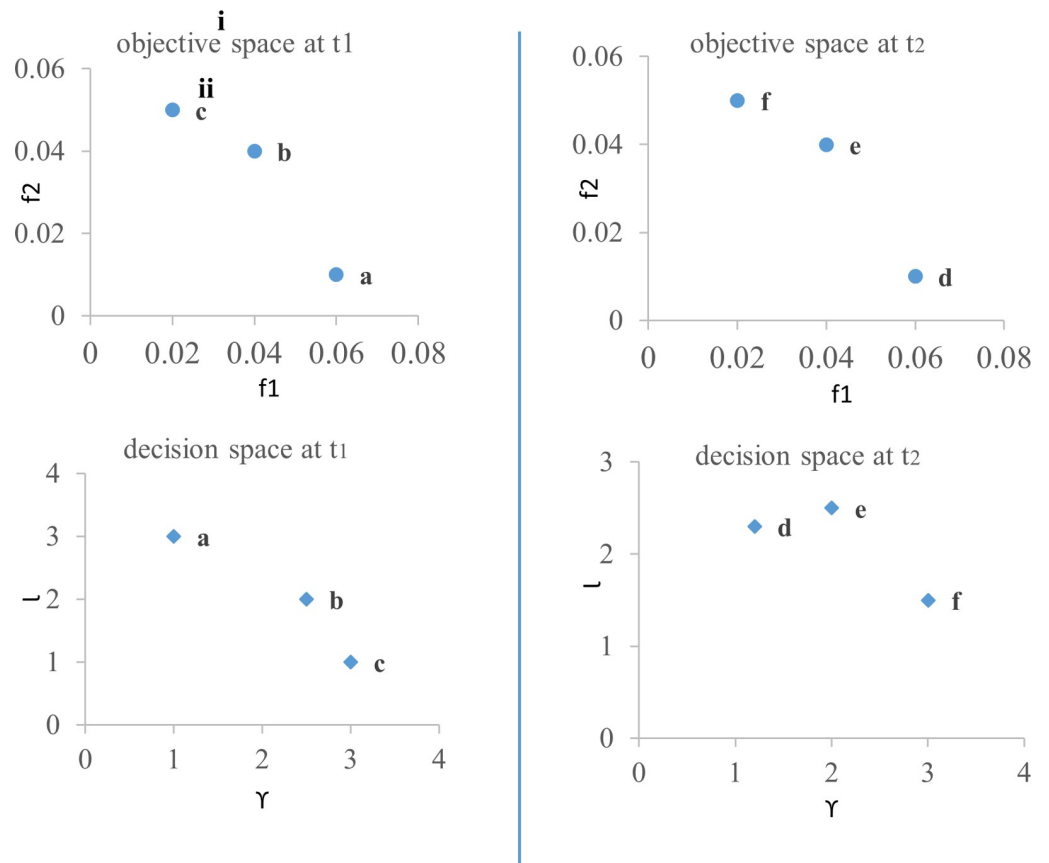 i
objective space at t1
0.06
ii
c
0.04
b
f2
0.02
a
0
0 0.02 0.04 0.06 0.08
f1
objective space at t2
0.06
f
0.04
e
f2
0.02
d
0
0 0.02 0.04 0.06 0.08
f1
decision space at t1
4
3
a
ɩ
2
b
1
c
0
0 1 2 3 4
ϒ
decision space at t2
3
e
d
2
ɩ
f
1
0
0 1 2 3 4
ϒ